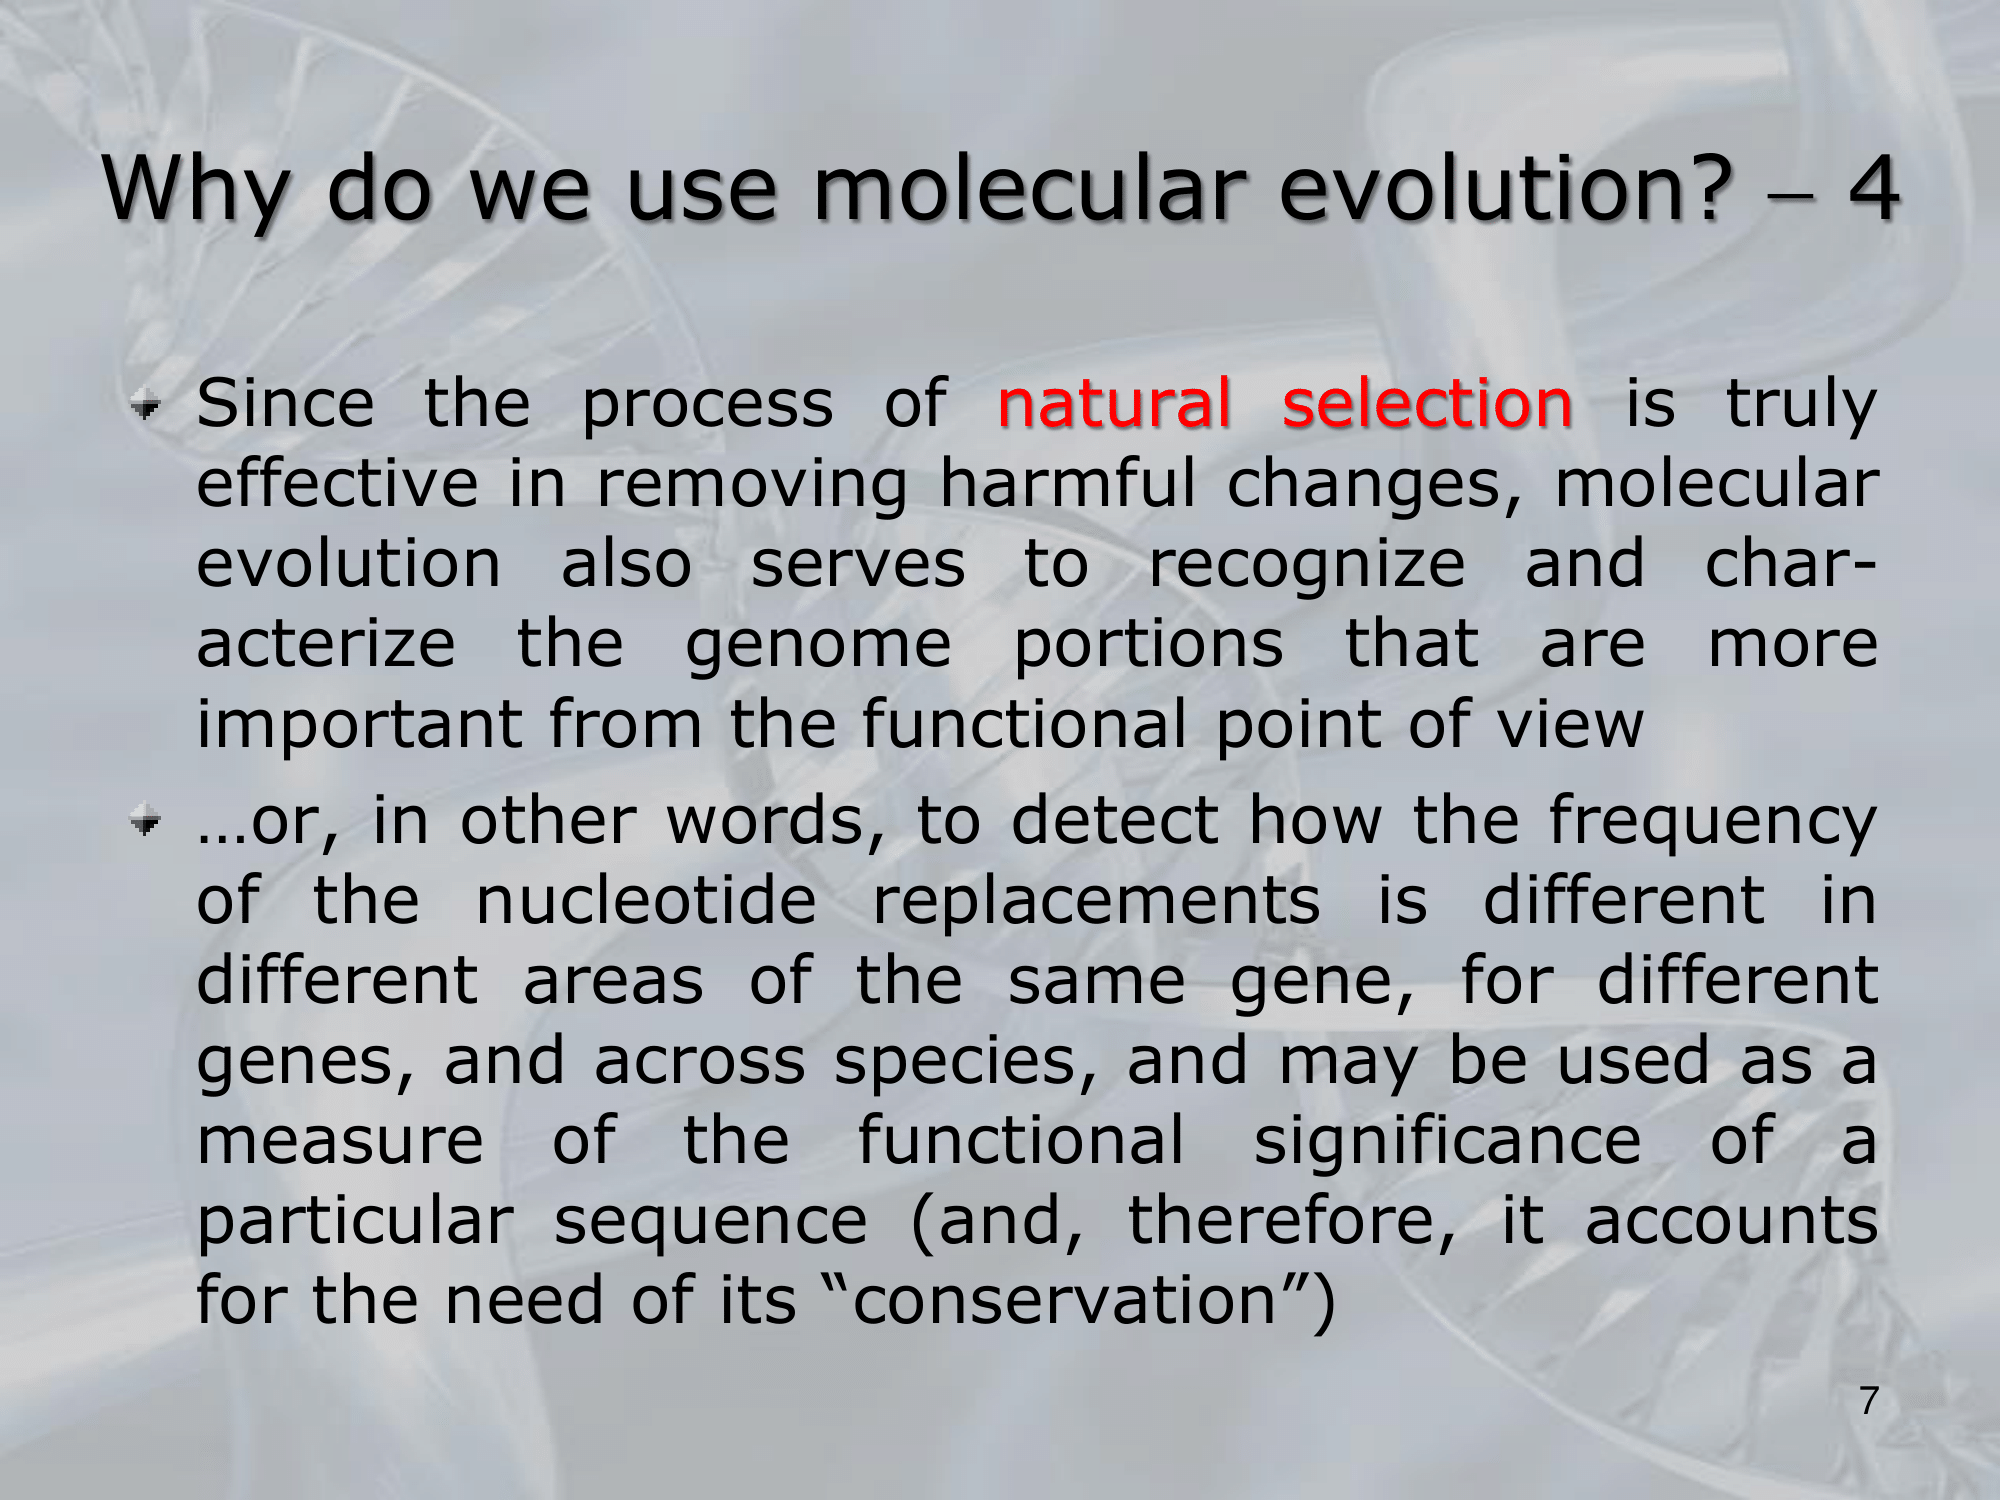 Why do we use molecular evolution? – 4
Since the process of natural selection is truly
effective in removing harmful changes, molecular
evolution also serves to recognize and char-
acterize the genome portions that are more
important from the functional point of view
…or, in other words, to detect how the frequency
of the nucleotide replacements is different in
different areas of the same gene, for different
genes, and across species, and may be used as a
measure of the functional significance of a
particular sequence (and, therefore, it accounts
for the need of its “conservation”)
7